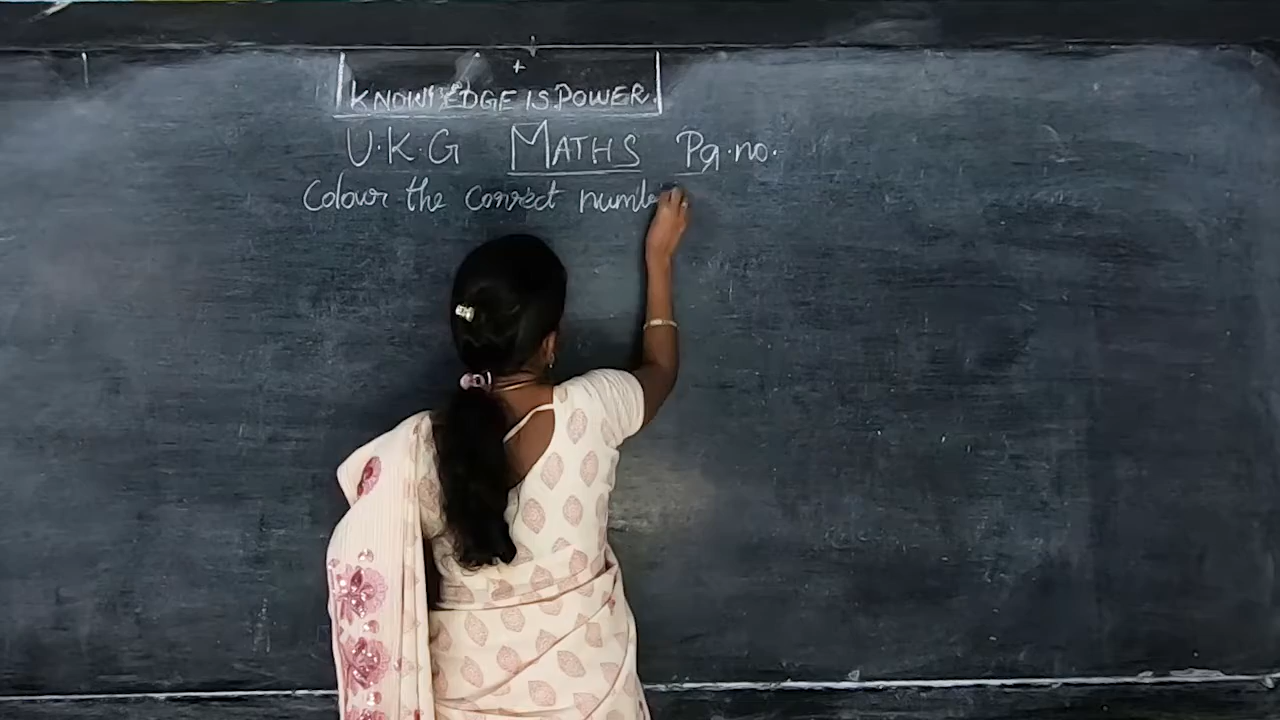 KNOWLEDGE IS POWER.
U.K.G MATHS Pg.no.
Colour the correct numbe